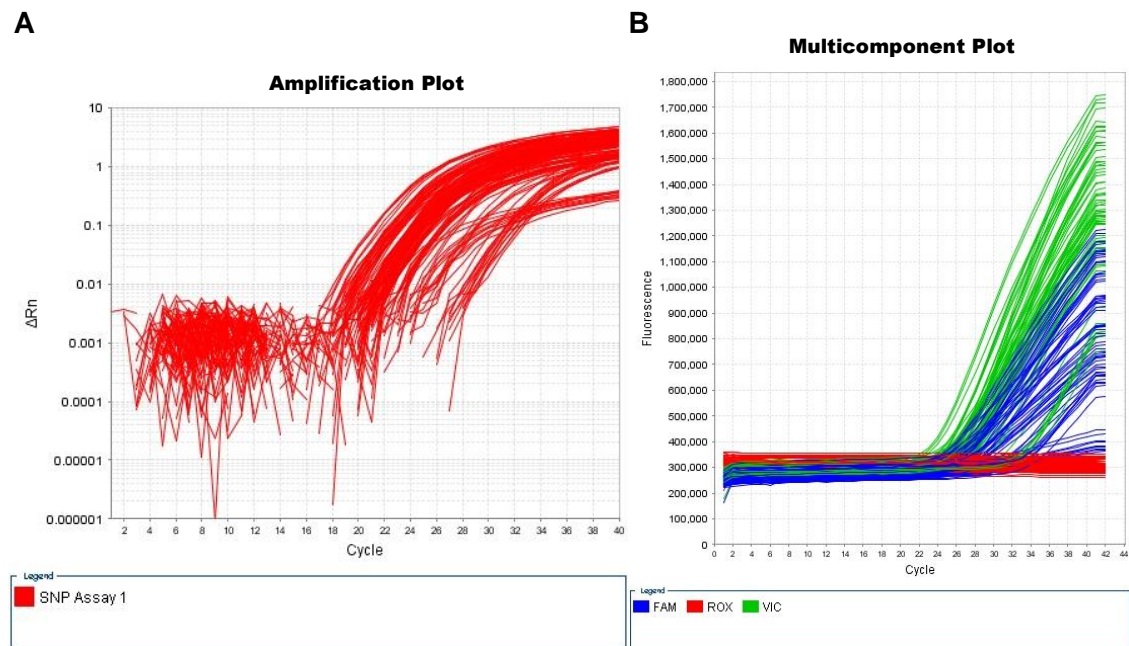 A
Amplification Plot
10
1
0.1
0.01
0.001
0.0001
0.00001
0.000001
ΔRn
2 4 6 8 10 12 14 16 18 20 22 24 26 28 30 32 34 36 38 40
Cycle
Legend
SNP Assay 1
B
Multicomponent Plot
1,800,000
1,700,000
1,600,000
1,500,000
1,400,000
1,300,000
1,200,000
1,100,000
1,000,000
900,000
800,000
700,000
600,000
500,000
400,000
300,000
200,000
100,000
0
Fluorescence
0 2 4 6 8 10 12 14 16 18 20 22 24 26 28 30 32 34 36 38 40 42 44
Cycle
Legend
FAM ROX VIC